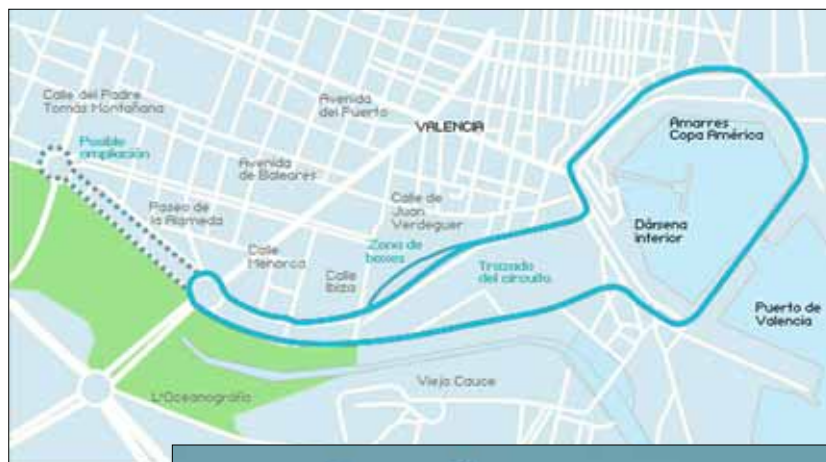 Calle del Padre
Tomás Montañana
Posible
ampliación
Avenida
del Puerto
VALENCIA
Avenida
de Baleares
Paseo de
la Alameda
Calle
Menorca
Calle
Ibiza
Calle de
Juan
Verdeguer
Zona de
boxes
Trazado
del circuito
Amarres
Copa América
Dársena
interior
Puerto de
Valencia
L'Oceanogràfic
Viejo Cauce